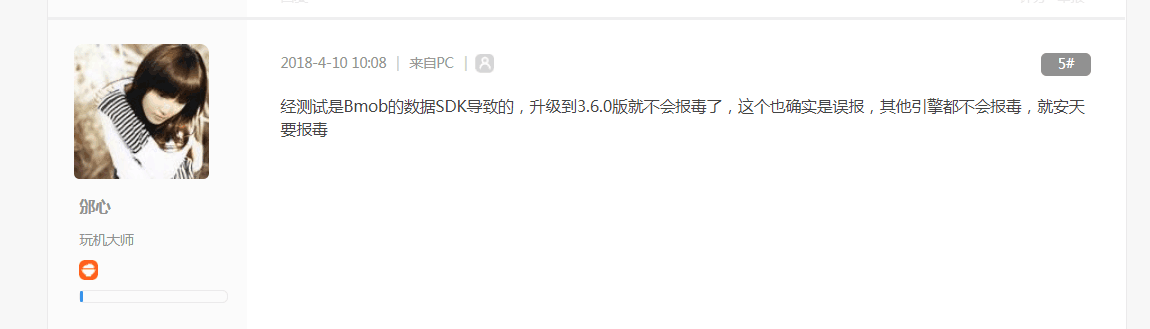 2018-4-10 10:08 | 来自PC |
5#
经测试是Bmob的数据SDK导致的，升级到3.6.0版就不会报毒了，这个也确实是误报，其他引擎都不会报毒，就安天
要报毒
邠心
玩机大师